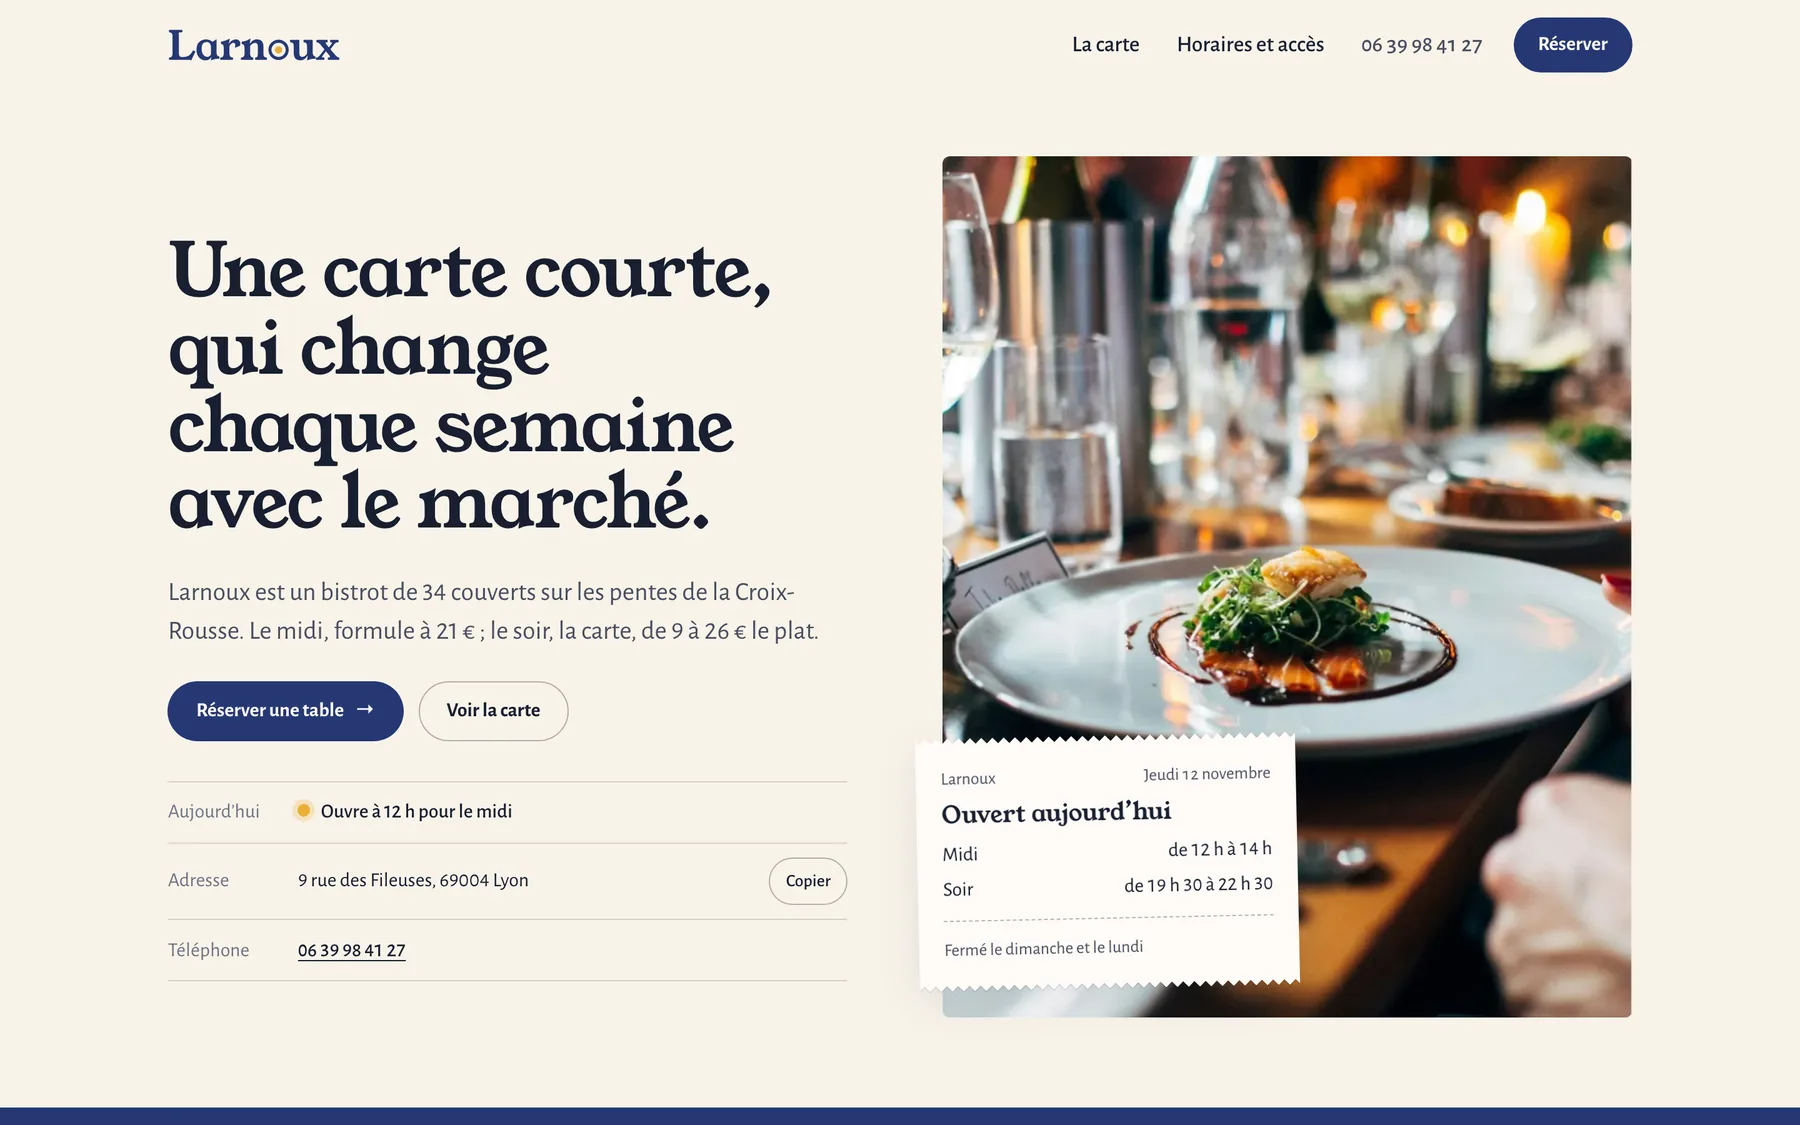 Larnoux
La carte
Horaires et accès
06 39 98 41 27
Réserver
Une carte courte,
qui change
chaque semaine
avec le marché.
Larnoux est un bistrot de 34 couverts sur les pentes de la Croix-
Rousse. Le midi, formule à 21 € ; le soir, la carte, de 9 à 26 € le plat.
Réserver une table →
Voir la carte
Aujourd’hui
Ouvre à 12 h pour le midi
Adresse
9 rue des Fileuses, 69004 Lyon
Copier
Téléphone
06 39 98 41 27
Larnoux
Jeudi 12 novembre
Ouvert aujourd’hui
Midi
de 12 h à 14 h
Soir
de 19 h 30 à 22 h 30
Fermé le dimanche et le lundi